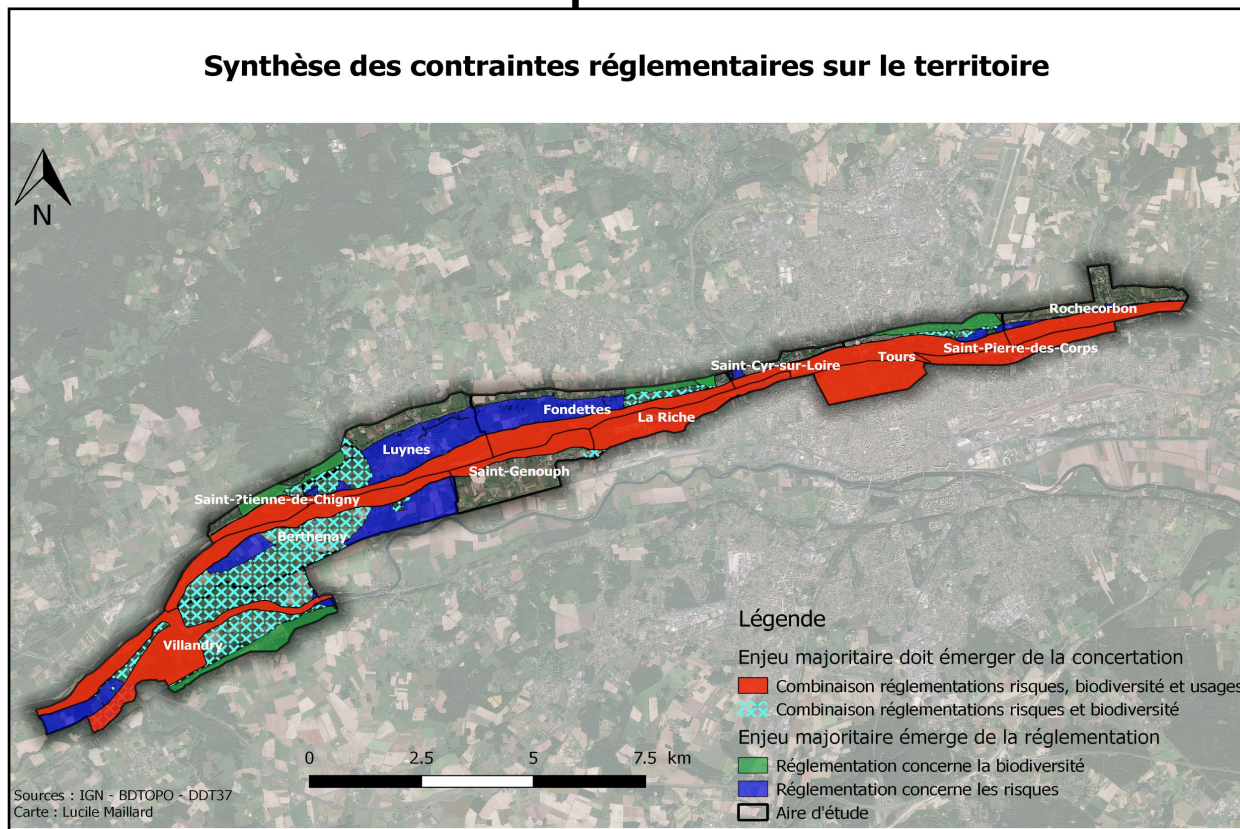 Synthèse des contraintes réglementaires sur le territoire
N
Rochecorbon
Saint-Pierre-des-Corps
Tours
Saint-Cyr-sur-Loire
Fondettes
La Riche
Luynes
Saint-Genouph
Saint-?tienne-de-Chigny
Berthenay
Villandry
Légende
Enjeu majoritaire doit émerger de la concertation
Combinaison réglementations risques, biodiversité et usages
Combinaison réglementations risques et biodiversité
Enjeu majoritaire émerge de la réglementation
Réglementation concerne la biodiversité
Réglementation concerne les risques
Aire d'étude
0 2.5 5 7.5 km
Sources : IGN - BDTOPO - DDT37
Carte : Lucile Maillard